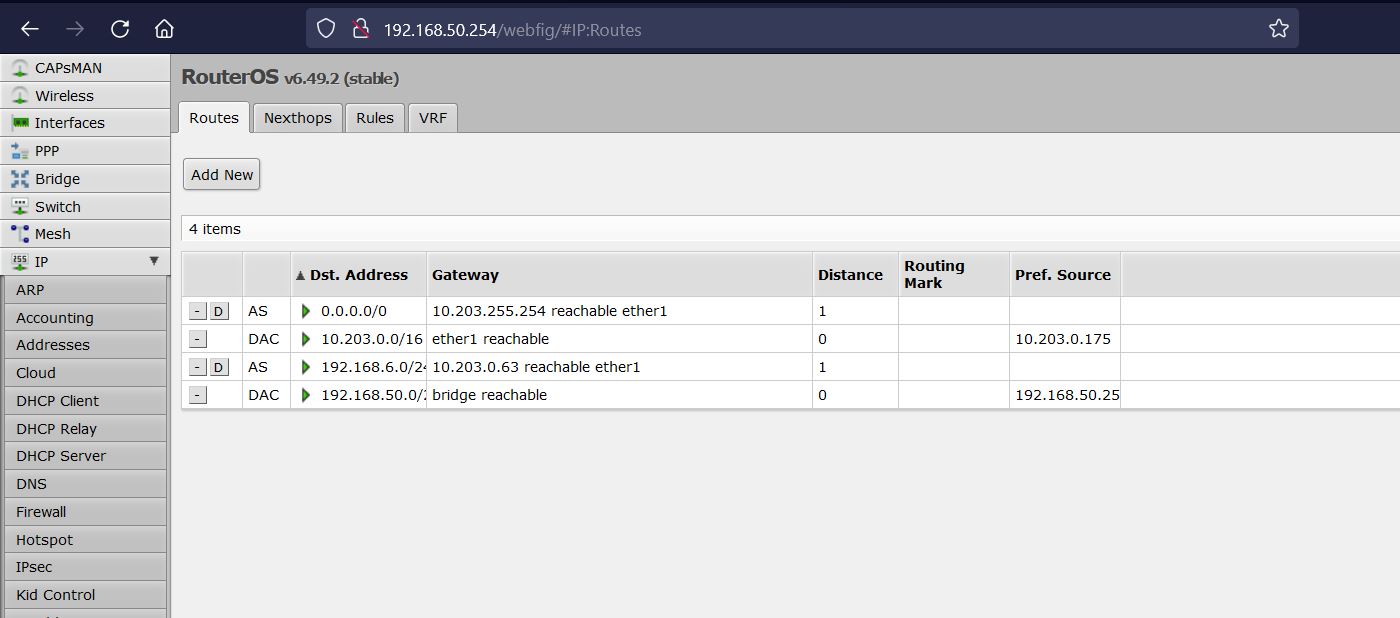 192.168.50.254/webfig/#IP:Routes
CAPsMAN
Wireless
Interfaces
PPP
Bridge
Switch
Mesh
IP
ARP
Accounting
Addresses
Cloud
DHCP Client
DHCP Relay
DHCP Server
DNS
Firewall
Hotspot
IPsec
Kid Control
RouterOS v6.49.2 (stable)
Routes Nexthops Rules VRF
Add New
4 items
Dst. Address Gateway Distance Routing Mark Pref. Source
- D AS 0.0.0.0/0 10.203.255.254 reachable ether1 1
- DAC 10.203.0.0/16 ether1 reachable 0 10.203.0.175
- D AS 192.168.6.0/24 10.203.0.63 reachable ether1 1
- DAC 192.168.50.0/2 bridge reachable 0 192.168.50.25